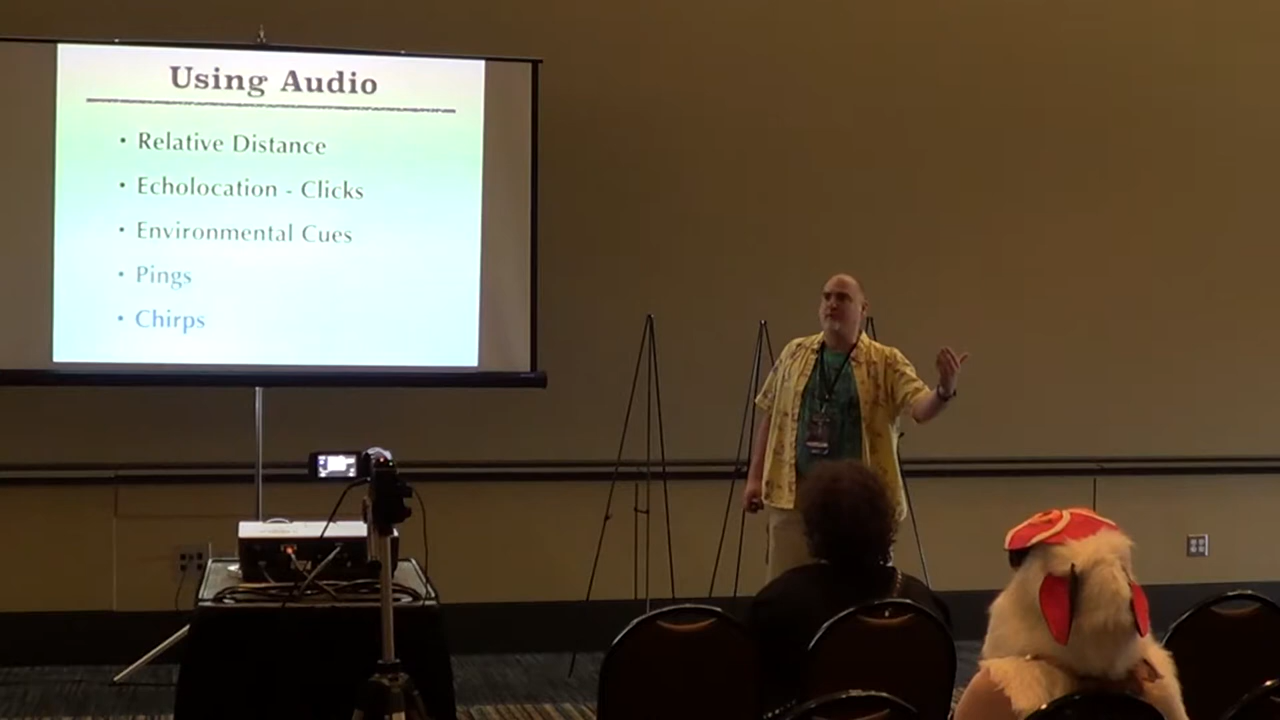 Using Audio
• Relative Distance
• Echolocation - Clicks
• Environmental Cues
• Pings
• Chirps